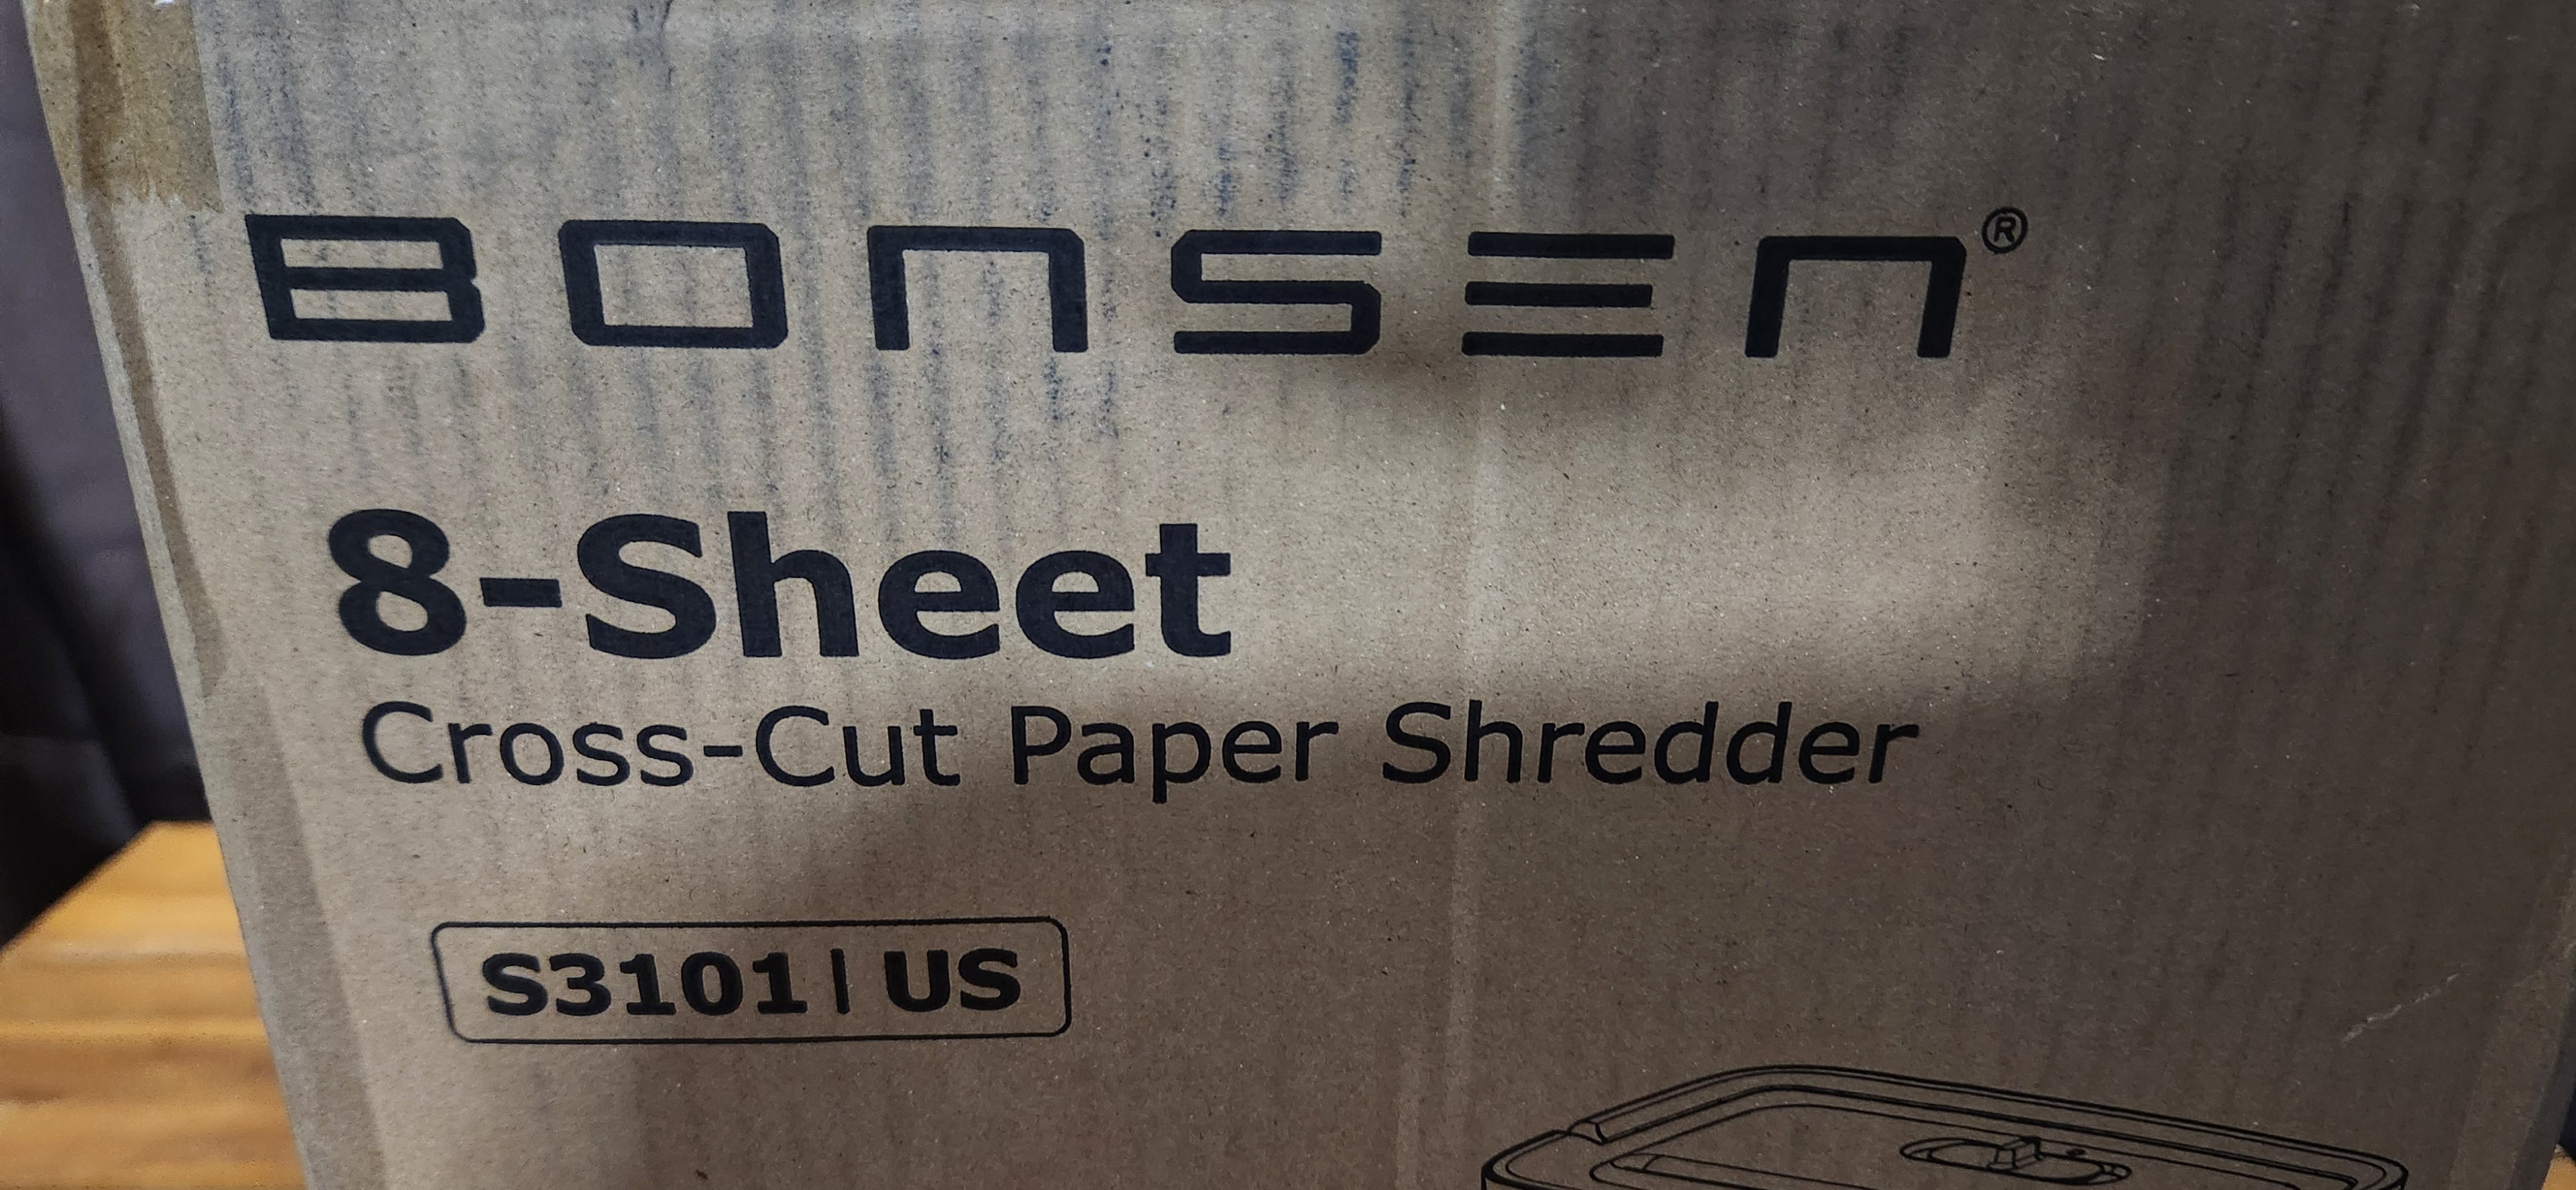 BONSEN®
8-Sheet
Cross-Cut Paper Shredder
S3101| US